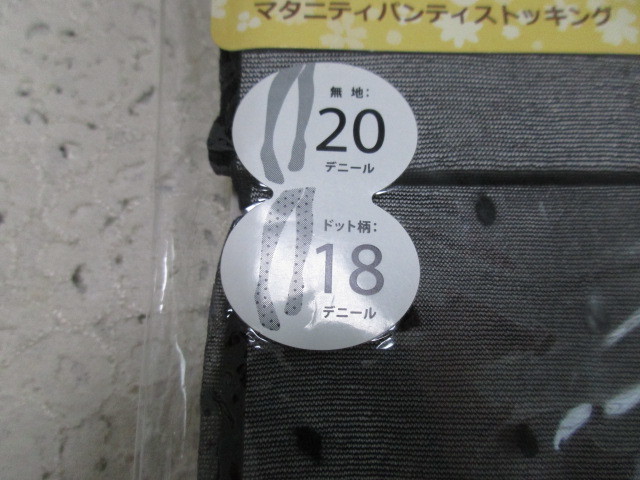 マタニティパンティストッキング
無地:
20
デニール
ドット柄:
18
デニール